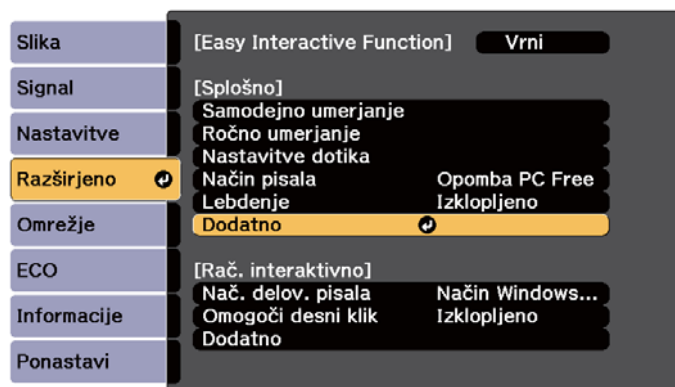 Slika
Signal
Nastavitve
Razširjeno
Omrežje
ECO
Informacije
Ponastavi
[Easy Interactive Function] Vrni
[Splošno]
Samodejno umerjanje
Ročno umerjanje
Nastavitve dotika
Način pisala Opomba PC Free
Lebdenje Izklopljeno
Dodatno
[Rač. interaktivno]
Nač. delov. pisala Način Windows...
Omogoči desni klik Izklopljeno
Dodatno